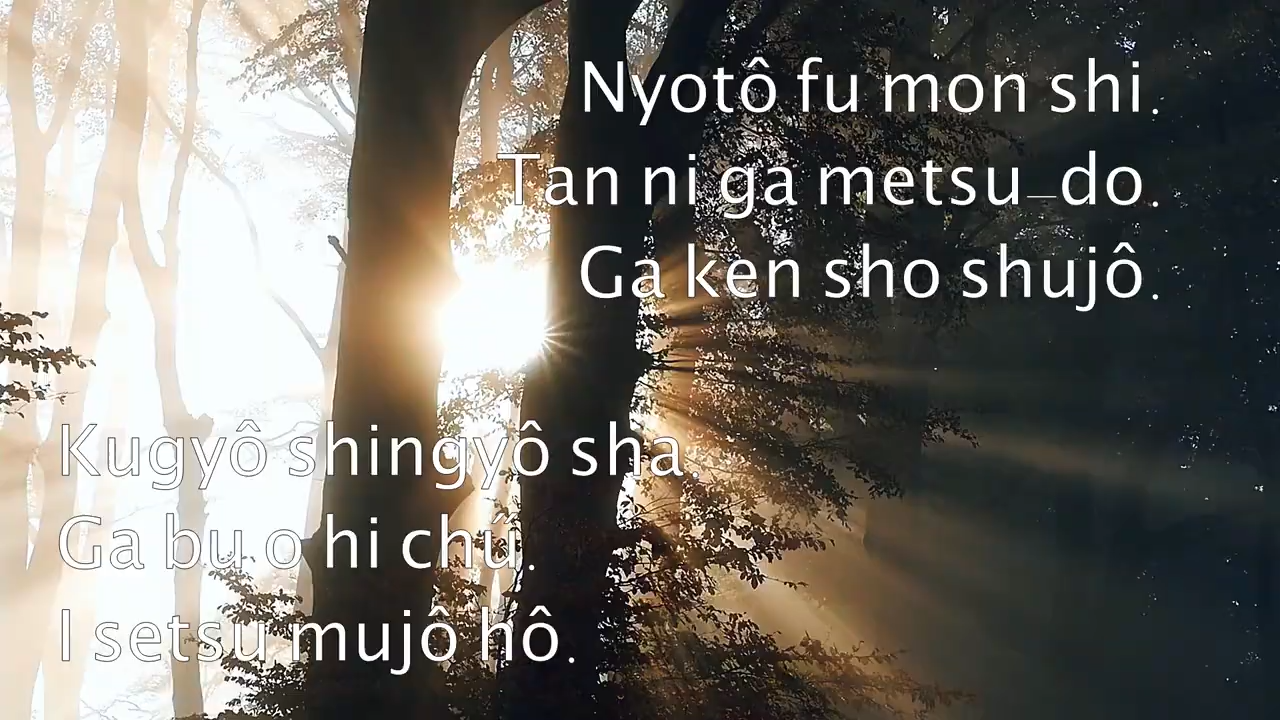 Nyotô fu mon shi.
Tan ni ga metsu-do.
Ga ken sho shujô.
Kugyô shingyô sha.
Ga bu o hi chú.
I setsu mujô hô.